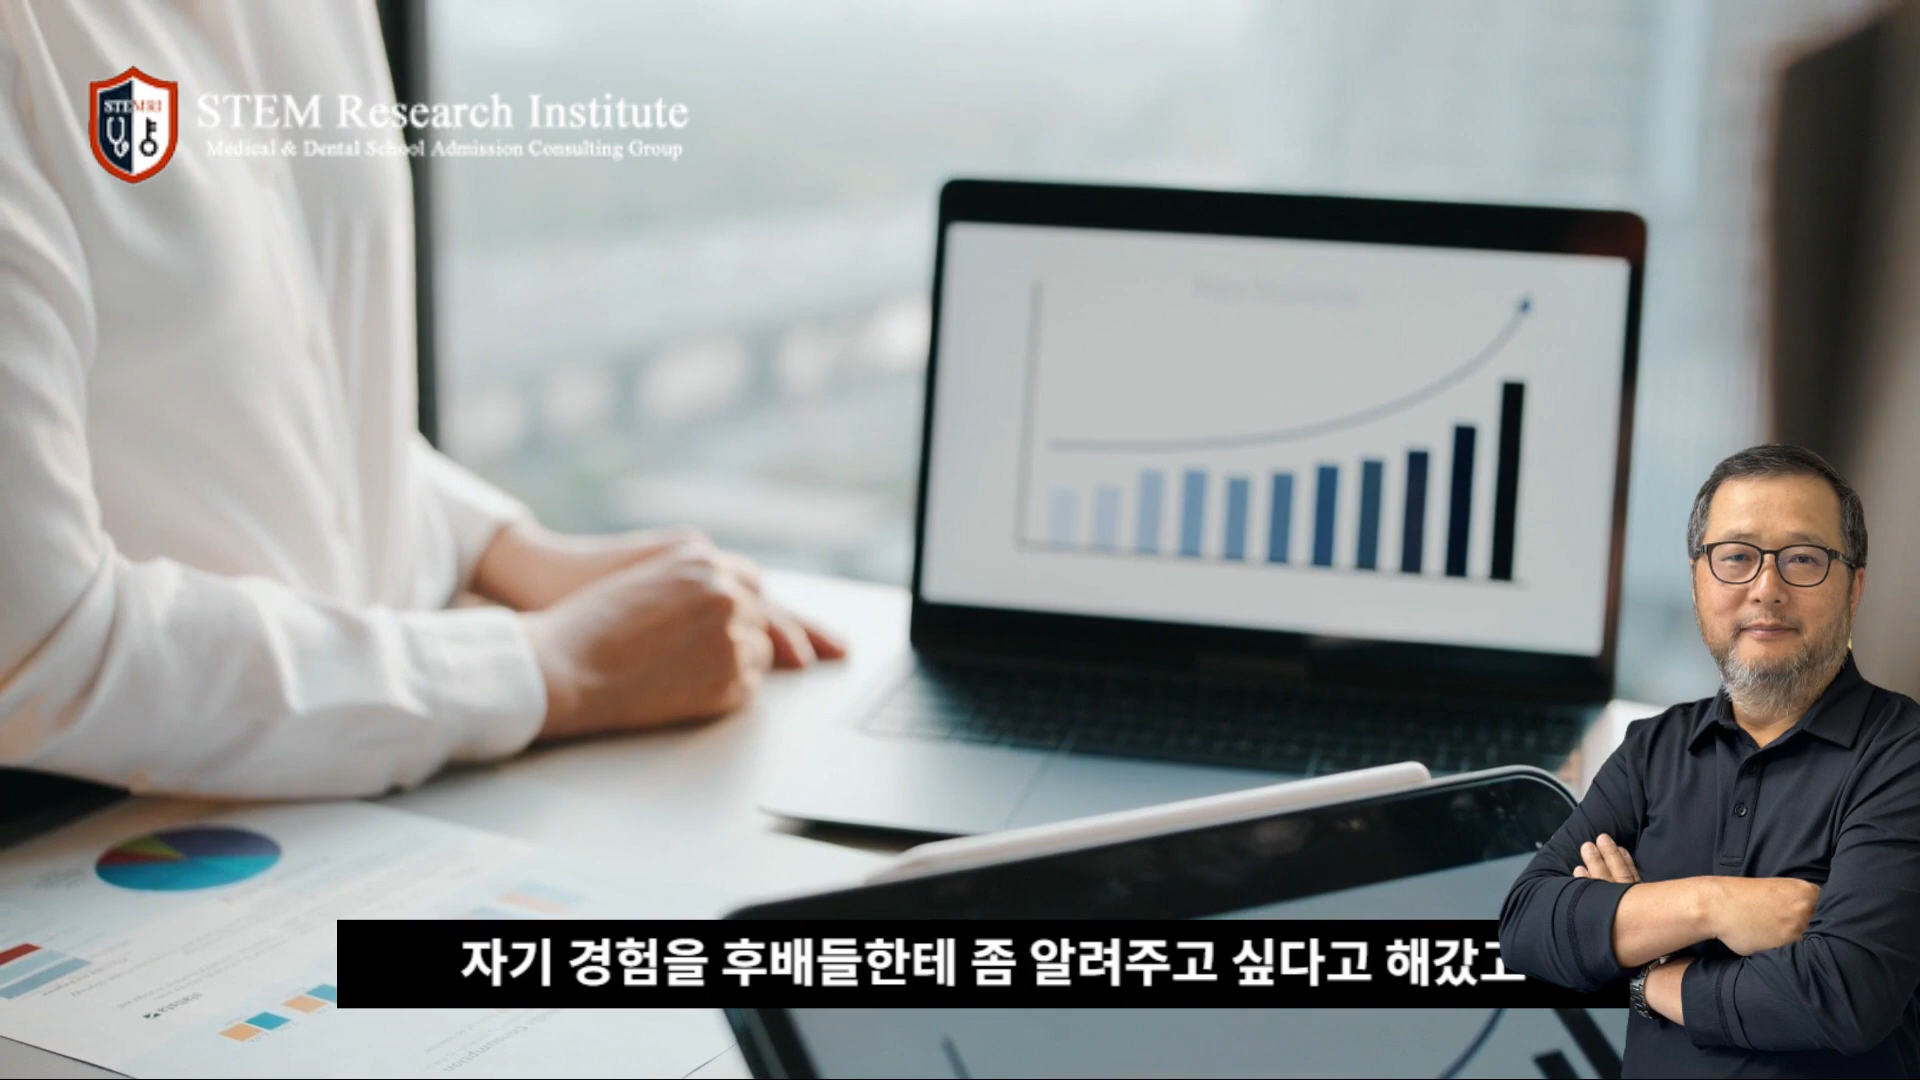 STEMRI
STEM Research Institute
Medical & Dental School Admission Consulting Group
자기 경험을 후배들한테 좀 알려주고 싶다고 해갔고